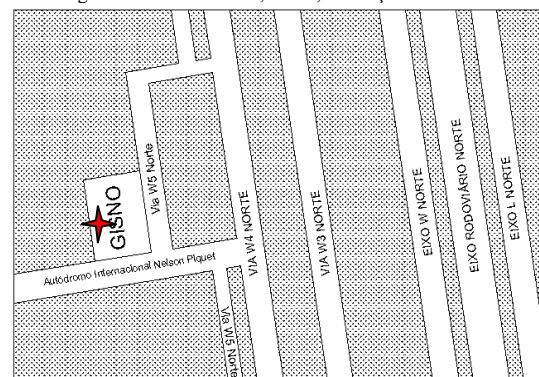 Via W5 Norte
GISNO
Autódromo Internacional Nelson Piquet
Via W5 Norte
VIA W4 NORTE
VIA W3 NORTE
EIXO W NORTE
EIXO RODOVIÁRIO NORTE
EIXO L NORTE